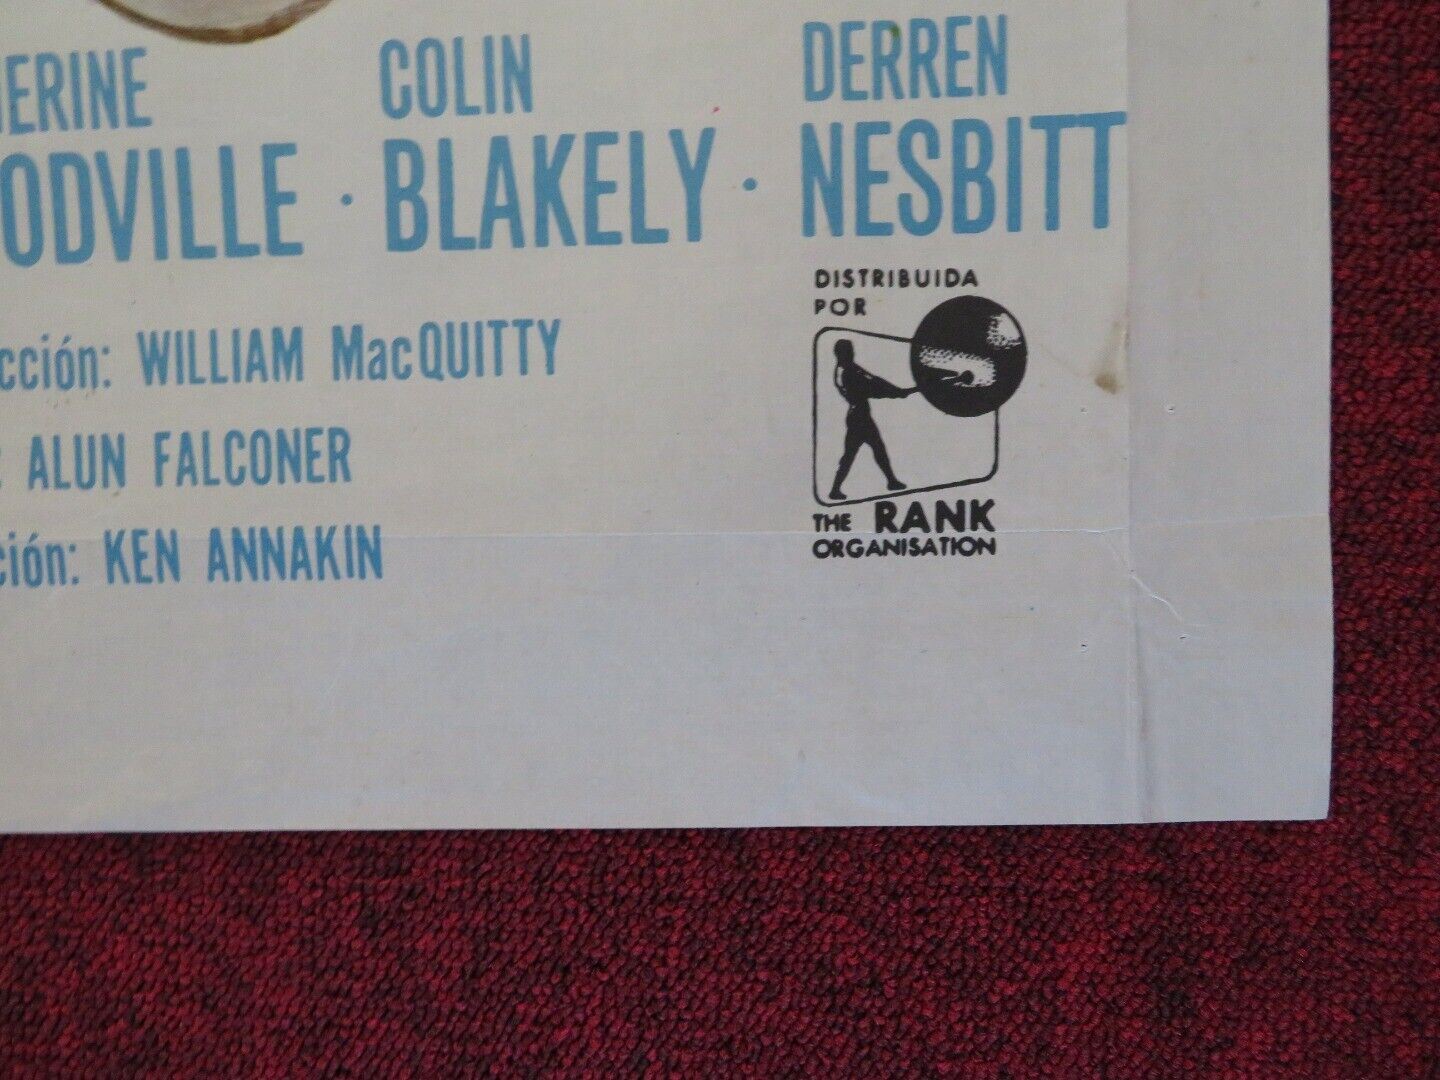 ERINE COLIN DERREN
ODVILLE · BLAKELY · NESBITT
DISTRIBUIDA
POR
cción: WILLIAM MacQUITTY
: ALUN FALCONER
THE RANK
ORGANISATION
ción: KEN ANNAKIN